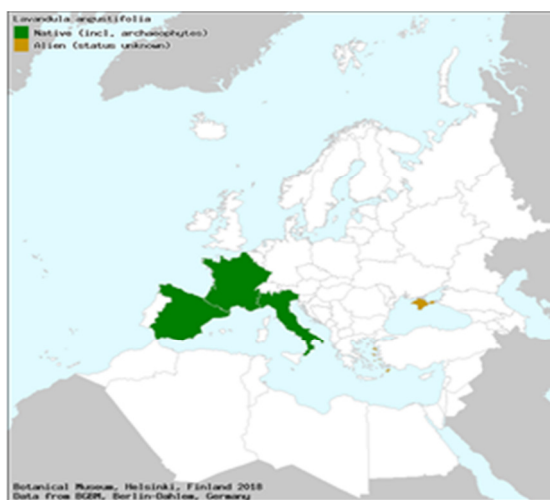 Lavandula angustifolia
Native (incl. archaeophytes)
Alien (status unknown)
Botanical Museum, Helsinki, Finland 2018
Data from BGBM, Berlin-Dahlem, Germany